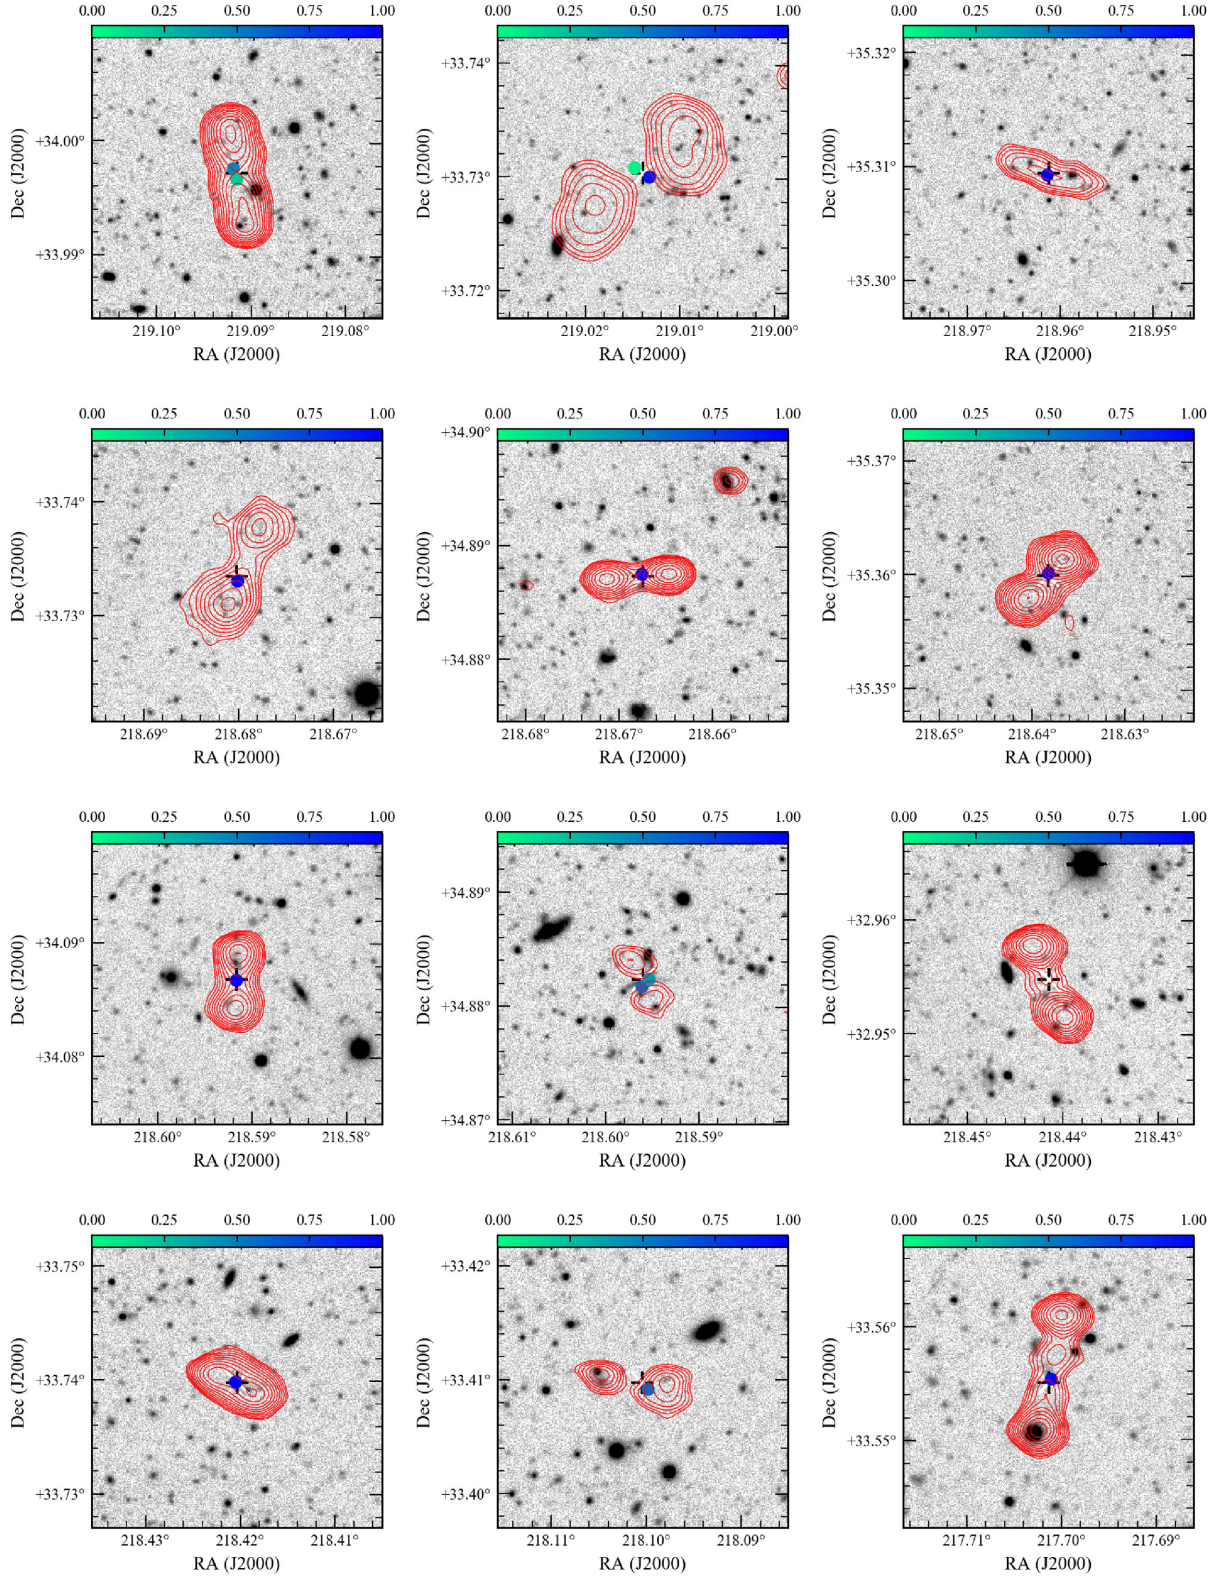 0.00 0.25 0.50 0.75 1.00 0.00 0.25 0.50 0.75 1.00 0.00 0.25 0.50 0.75 1.00
+34.00°
+33.99°
Dec (J2000)
219.10° 219.09° 219.08°
RA (J2000)
+33.74°
+33.73°
+33.72°
Dec (J2000)
219.02° 219.01° 219.00°
RA (J2000)
+35.32°
+35.31°
+35.30°
Dec (J2000)
218.97° 218.96° 218.95°
RA (J2000)
0.00 0.25 0.50 0.75 1.00 0.00 0.25 0.50 0.75 1.00 0.00 0.25 0.50 0.75 1.00
+33.74°
+33.73°
Dec (J2000)
218.69° 218.68° 218.67°
RA (J2000)
+34.90°
+34.89°
+34.88°
Dec (J2000)
218.68° 218.67° 218.66°
RA (J2000)
+35.37°
+35.36°
+35.35°
Dec (J2000)
218.65° 218.64° 218.63°
RA (J2000)
0.00 0.25 0.50 0.75 1.00 0.00 0.25 0.50 0.75 1.00 0.00 0.25 0.50 0.75 1.00
+34.09°
+34.08°
Dec (J2000)
218.60° 218.59° 218.58°
RA (J2000)
+34.89°
+34.88°
+34.87°
Dec (J2000)
218.61° 218.60° 218.59°
RA (J2000)
+32.96°
+32.95°
Dec (J2000)
218.45° 218.44° 218.43°
RA (J2000)
0.00 0.25 0.50 0.75 1.00 0.00 0.25 0.50 0.75 1.00 0.00 0.25 0.50 0.75 1.00
+33.75°
+33.74°
+33.73°
Dec (J2000)
218.43° 218.42° 218.41°
RA (J2000)
+33.42°
+33.41°
+33.40°
Dec (J2000)
218.11° 218.10° 218.09°
RA (J2000)
+33.56°
+33.55°
Dec (J2000)
217.71° 217.70° 217.69°
RA (J2000)